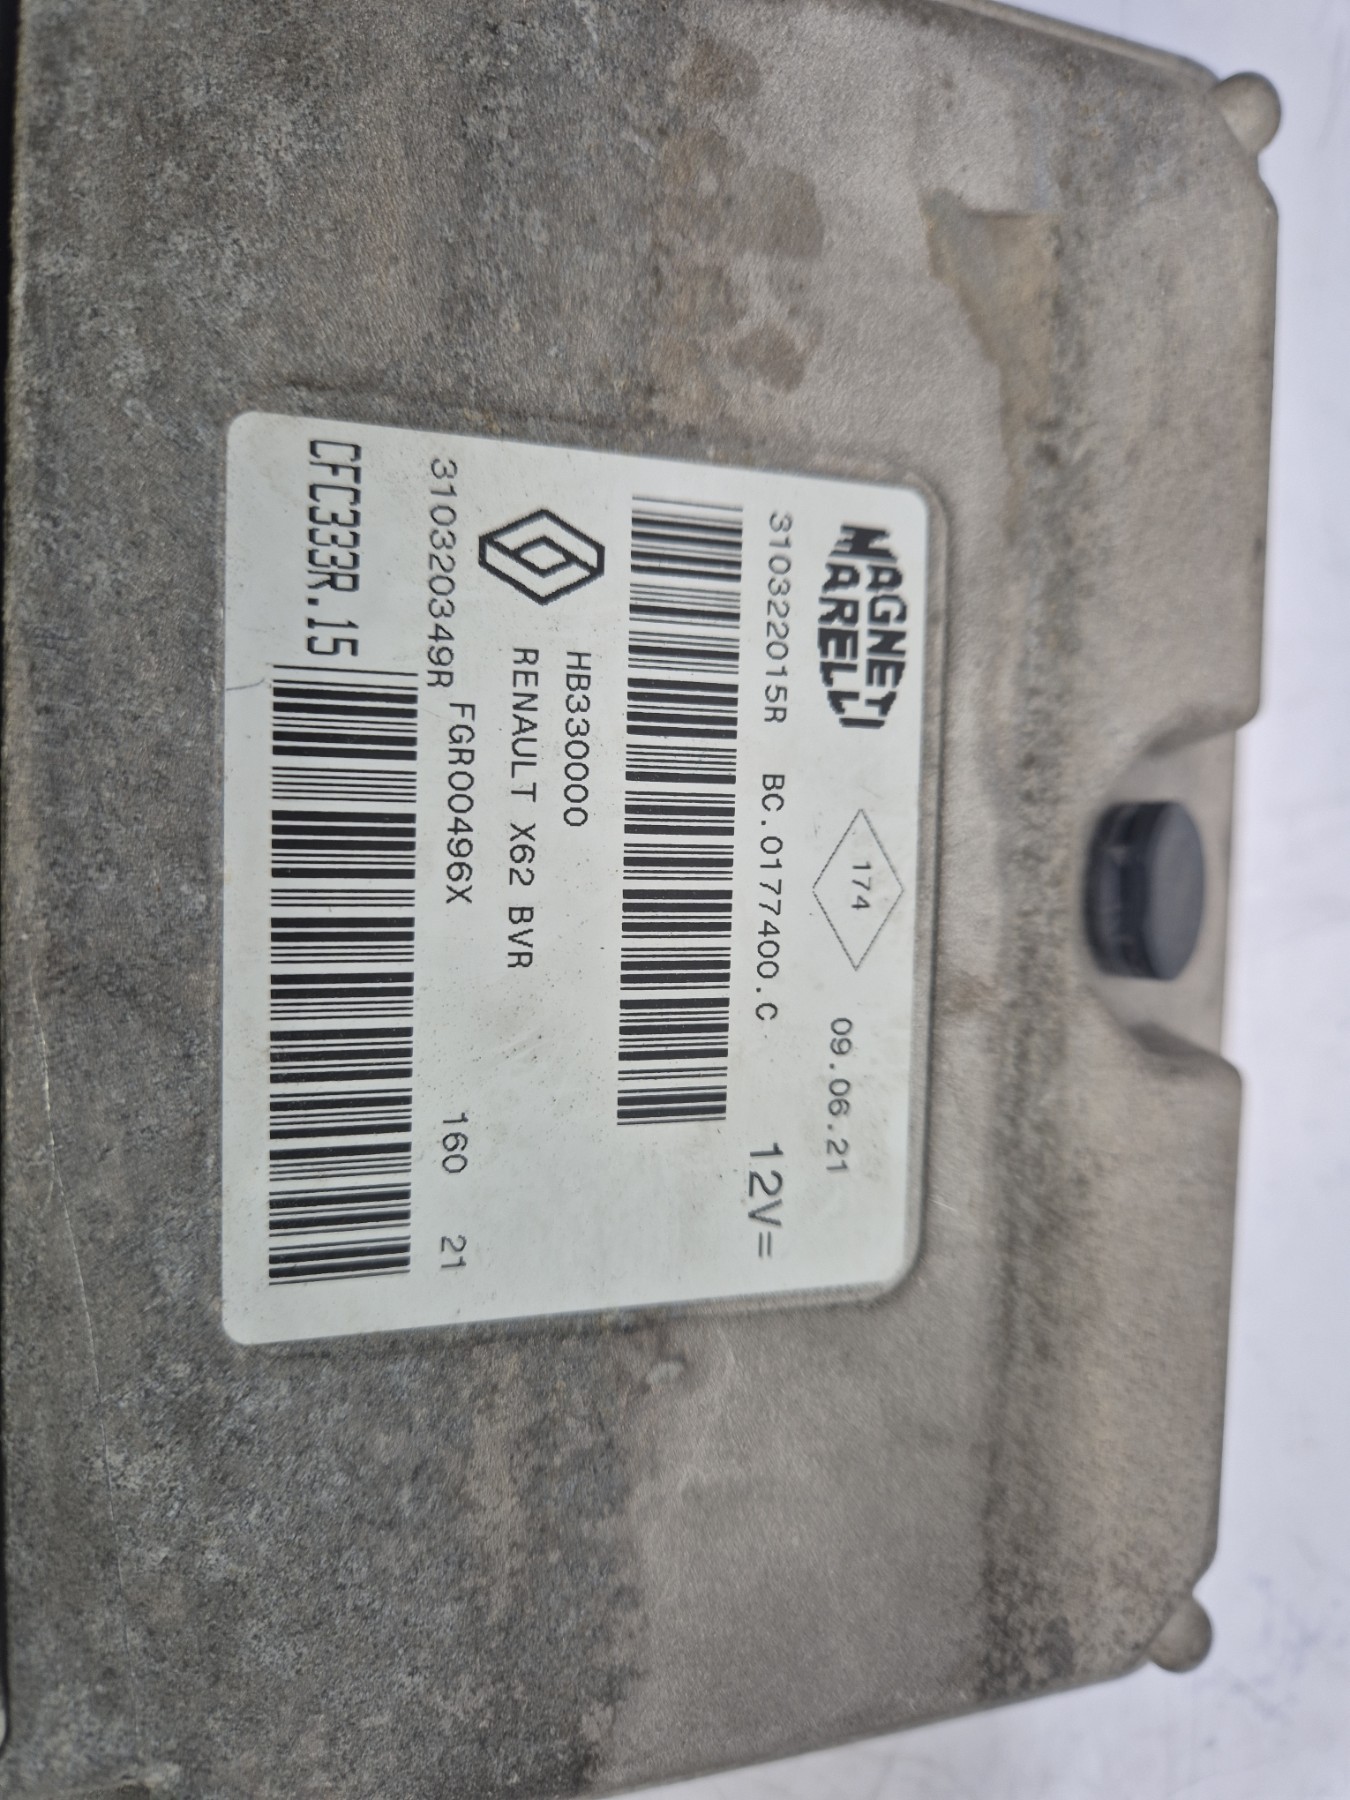 MAGNETI
MARELLI
174
09.06.21
310322015R BC.0177400.C 12V=
HB330000
RENAULT X62 BVR
310320349R FGR00496X 160 21
CFC333R.15